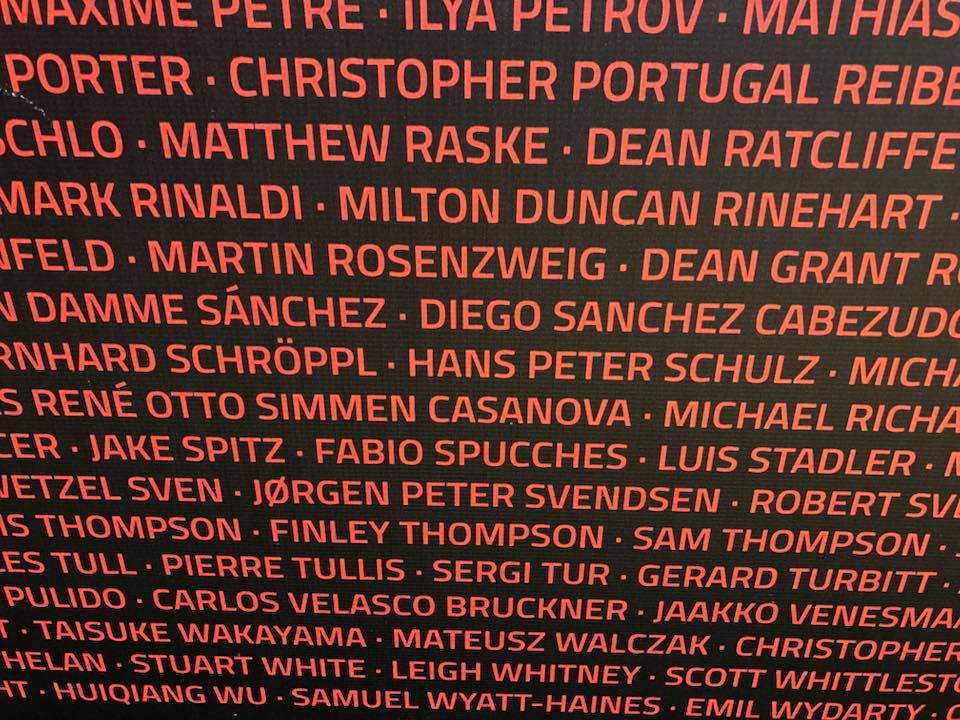 MAXIME PETRE · ILYA PETROV · MATHIAS
PORTER · CHRISTOPHER PORTUGAL REIBE
SCHLO · MATTHEW RASKE · DEAN RATCLIFFE
MARK RINALDI · MILTON DUNCAN RINEHART ·
NFELD · MARTIN ROSENZWEIG · DEAN GRANT RO
N DAMME SÁNCHEZ · DIEGO SANCHEZ CABEZUDO
RNHARD SCHRÖPPL · HANS PETER SCHULZ · MICHA
S RENÉ OTTO SIMMEN CASANOVA · MICHAEL RICHA
CER · JAKE SPITZ · FABIO SPUCCHES · LUIS STADLER ·
WETZEL SVEN · JØRGEN PETER SVENDSEN · ROBERT SVE
IS THOMPSON · FINLEY THOMPSON · SAM THOMPSON ·
LES TULL · PIERRE TULLIS · SERGI TUR · GERARD TURBITT ·
PULIDO · CARLOS VELASCO BRUCKNER · JAAKKO VENESMAA
T · TAISUKE WAKAYAMA · MATEUSZ WALCZAK · CHRISTOPHER
HELAN · STUART WHITE · LEIGH WHITNEY · SCOTT WHITTLESTO
HT · HUIQIANG WU · SAMUEL WYATT-HAINES · EMIL WYDARTY ·